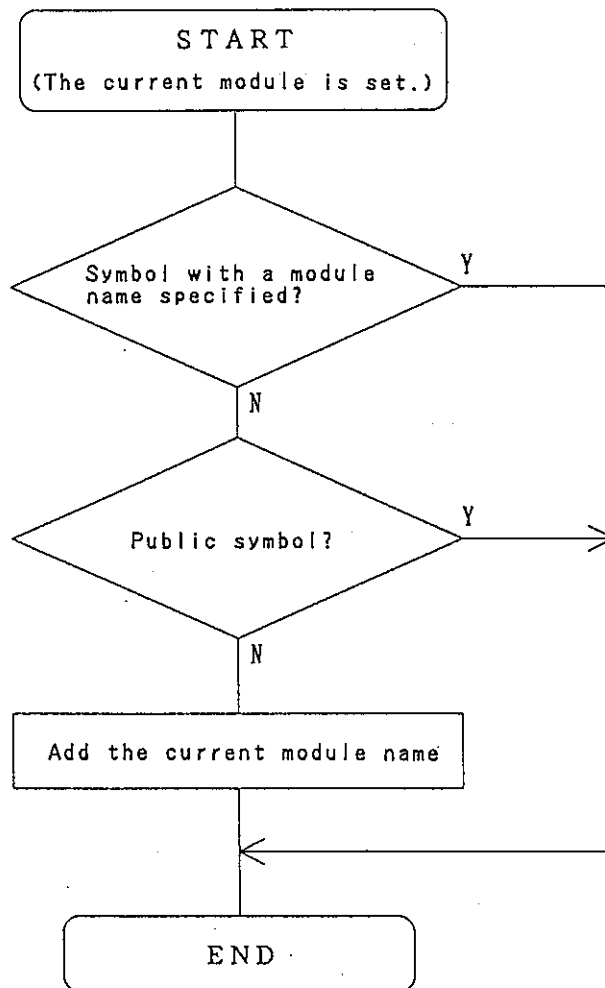 START
(The current module is set.)
Symbol with a module
name specified?
Y
N
Public symbol?
Y
N
Add the current module name
END